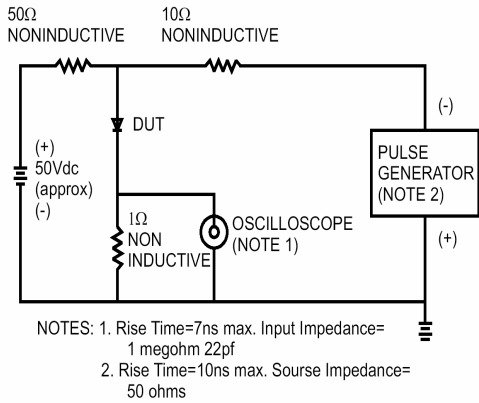 50Ω
NONINDUCTIVE
10Ω
NONINDUCTIVE
(+)
50Vdc
(approx)
(-)
DUT
1Ω
NON
INDUCTIVE
OSCILLOSCOPE
(NOTE 1)
(-)
PULSE
GENERATOR
(NOTE 2)
(+)
NOTES: 1. Rise Time=7ns max. Input Impedance=
1 megohm 22pf
2. Rise Time=10ns max. Sourse Impedance=
50 ohms